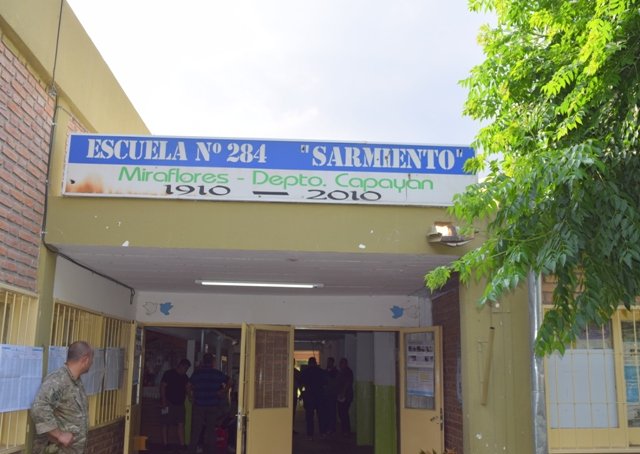 ESCUELA Nº 284 "SARMIENTO"
Miraflores - Depto. Capayan
1910 — 2010